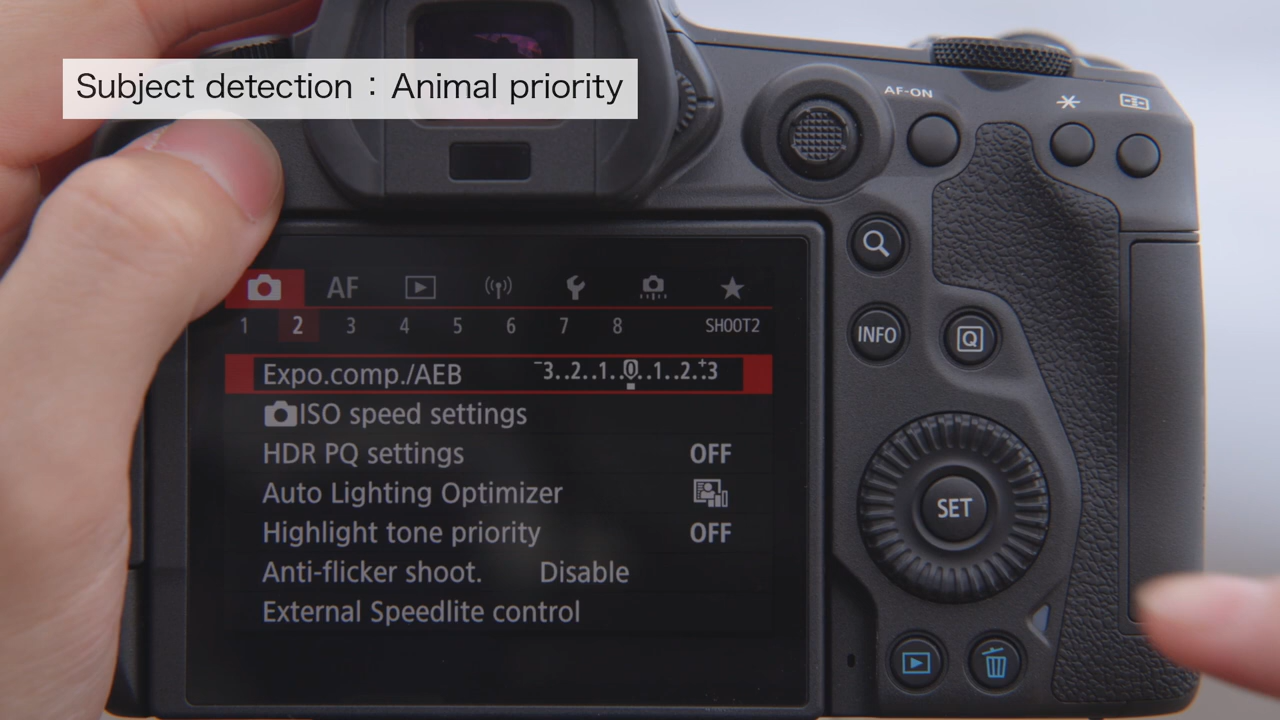 Subject detection : Animal priority
AF-ON
INFO
Q
SET
AF
1 2 3 4 5 6 7 8 SHOOT2
Expo.comp./AEB -3..2..1..0..1..2..+3
ISO speed settings
HDR PQ settings OFF
Auto Lighting Optimizer
Highlight tone priority OFF
Anti-flicker shoot. Disable
External Speedlite control